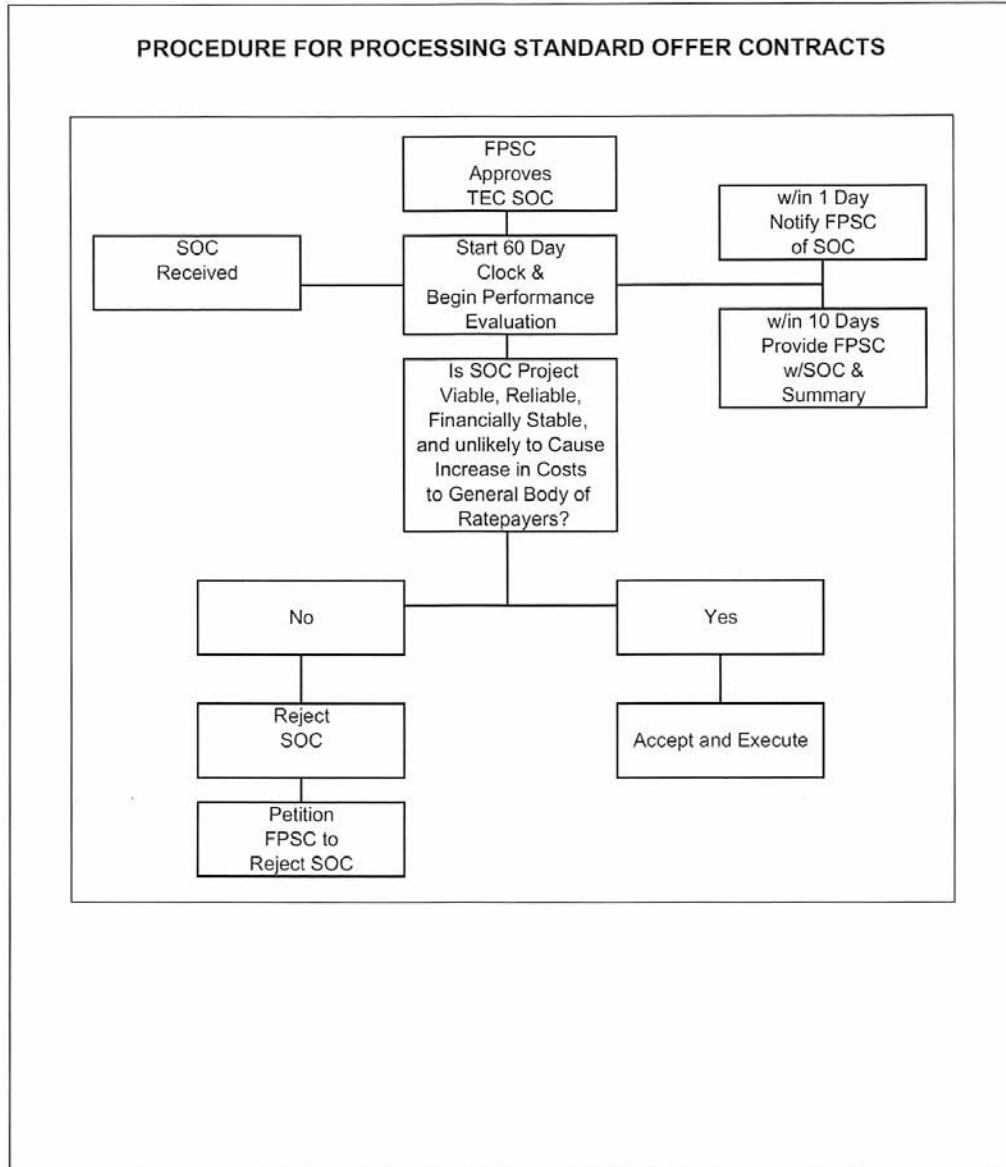 PROCEDURE FOR PROCESSING STANDARD OFFER CONTRACTS
FPSC
Approves
TEC SOC
SOC
Received
Start 60 Day
Clock &
Begin Performance
Evaluation
w/in 1 Day
Notify FPSC
of SOC
w/in 10 Days
Provide FPSC
w/SOC &
Summary
Is SOC Project
Viable, Reliable,
Financially Stable,
and unlikely to Cause
Increase in Costs
to General Body of
Ratepayers?
No
Yes
Reject
SOC
Accept and Execute
Petition
FPSC to
Reject SOC